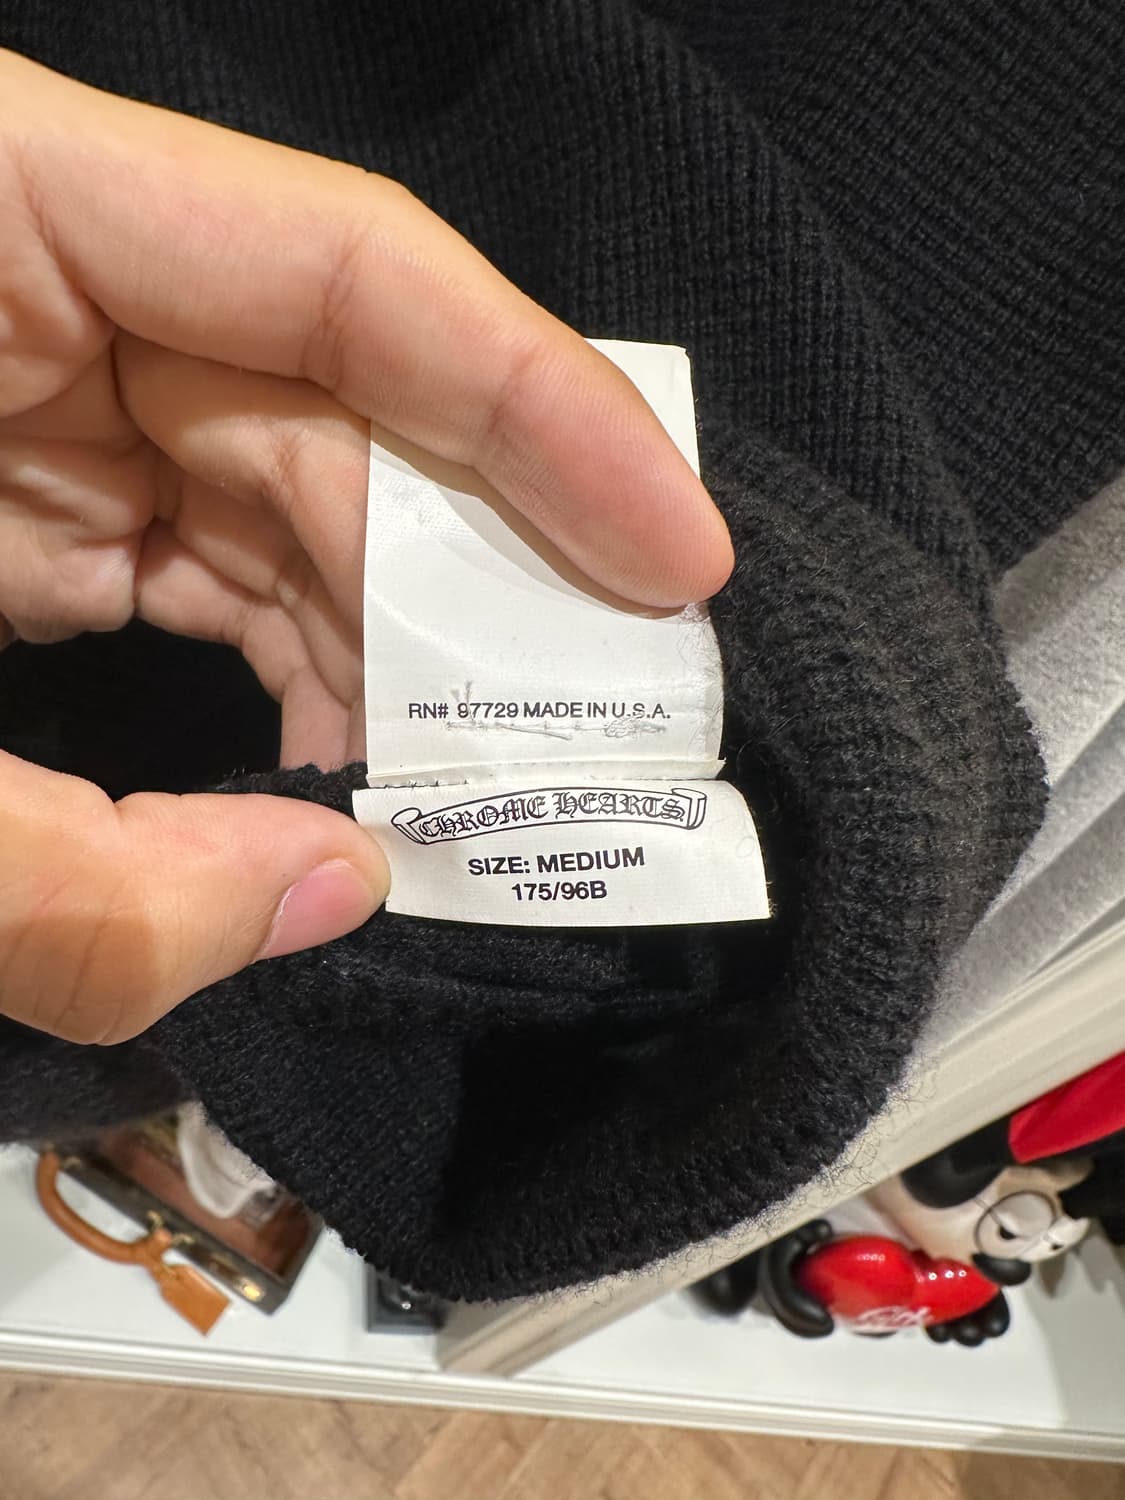 RN# 97729 MADE IN U.S.A.
CHROME HEARTS
SIZE: MEDIUM
175/96B